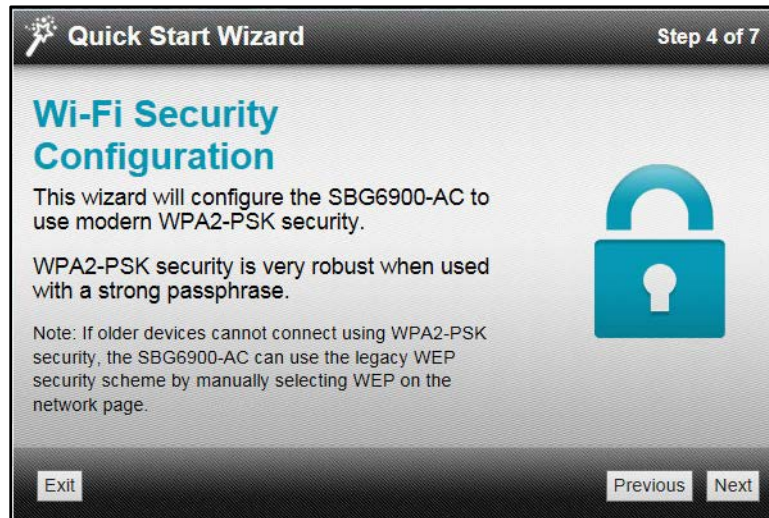 Quick Start Wizard
Step 4 of 7
Wi-Fi Security
Configuration
This wizard will configure the SBG6900-AC to
use modern WPA2-PSK security.
WPA2-PSK security is very robust when used
with a strong passphrase.
Note: If older devices cannot connect using WPA2-PSK
security, the SBG6900-AC can use the legacy WEP
security scheme by manually selecting WEP on the
network page.
Exit
Previous
Next